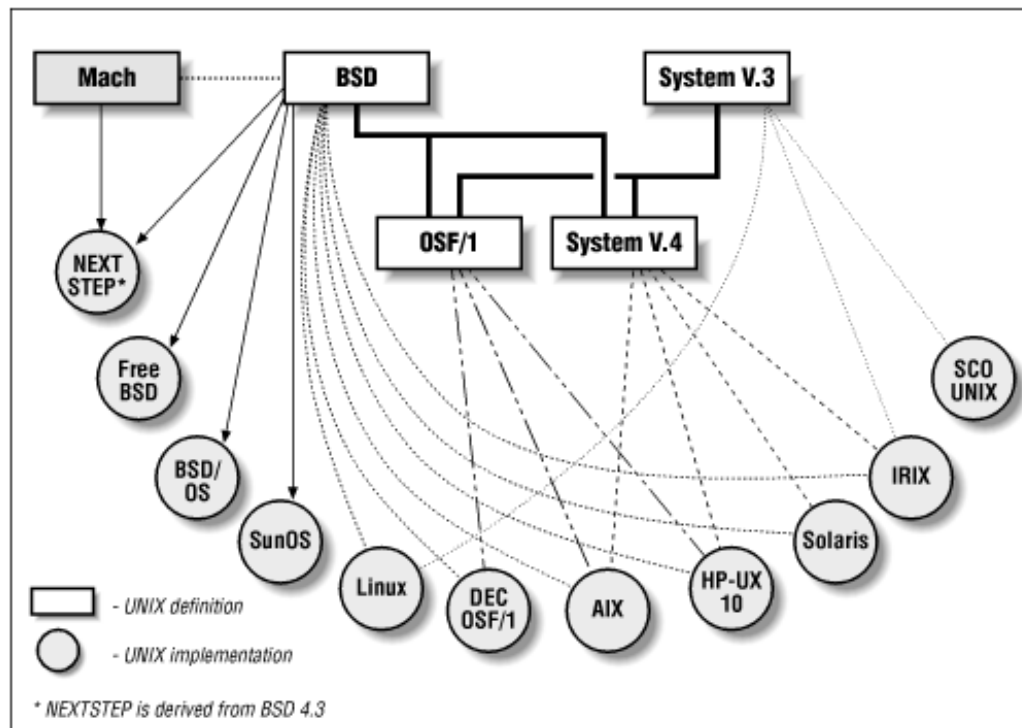 Mach
BSD
System V.3
OSF/1
System V.4
NEXT
STEP*
Free
BSD
BSD/
OS
SunOS
Linux
DEC
OSF/1
AIX
HP-UX
10
Solaris
IRIX
SCO
UNIX
- UNIX definition
- UNIX implementation
* NEXTSTEP is derived from BSD 4.3